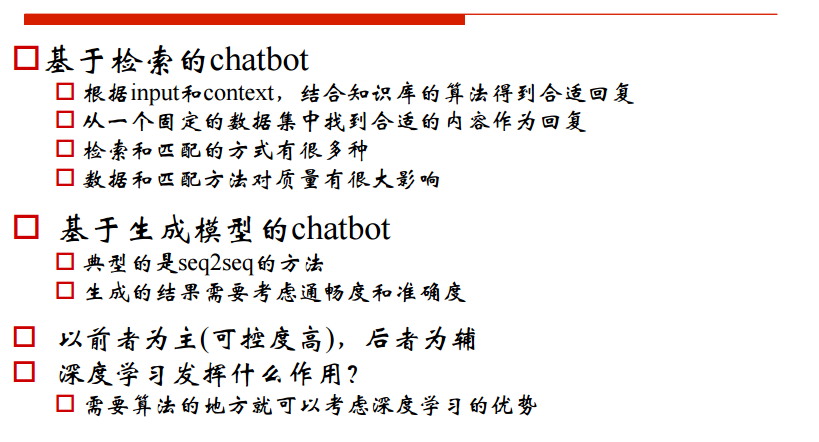 基于检索的chatbot
根据input和context，结合知识库的算法得到合适回复
从一个固定的数据集中找到合适的内容作为回复
检索和匹配的方式有很多种
数据和匹配方法对质量有很大影响
基于生成模型的chatbot
典型的是seq2seq的方法
生成的结果需要考虑通畅度和准确度
以前者为主(可控度高)，后者为辅
深度学习发挥什么作用?
需要算法的地方就可以考虑深度学习的优势